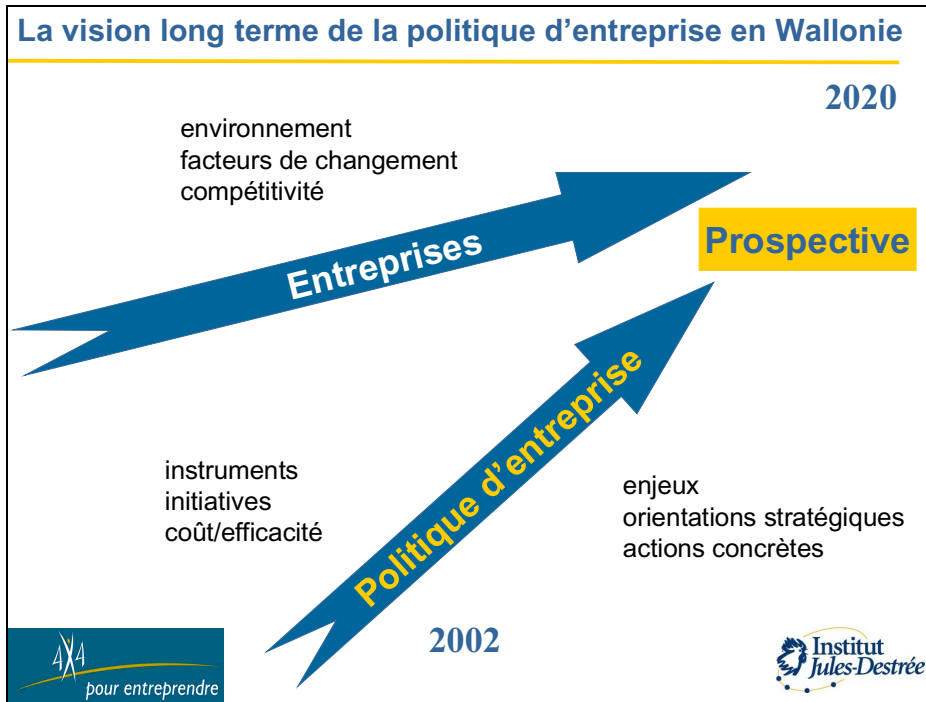 La vision long terme de la politique d’entreprise en Wallonie
2020
environnement
facteurs de changement
compétitivité
Entreprises
Prospective
Politique d’entreprise
instruments
initiatives
coût/efficacité
enjeux
orientations stratégiques
actions concrètes
2002
4X4
pour entreprendre
Institut
Jules-Destrée